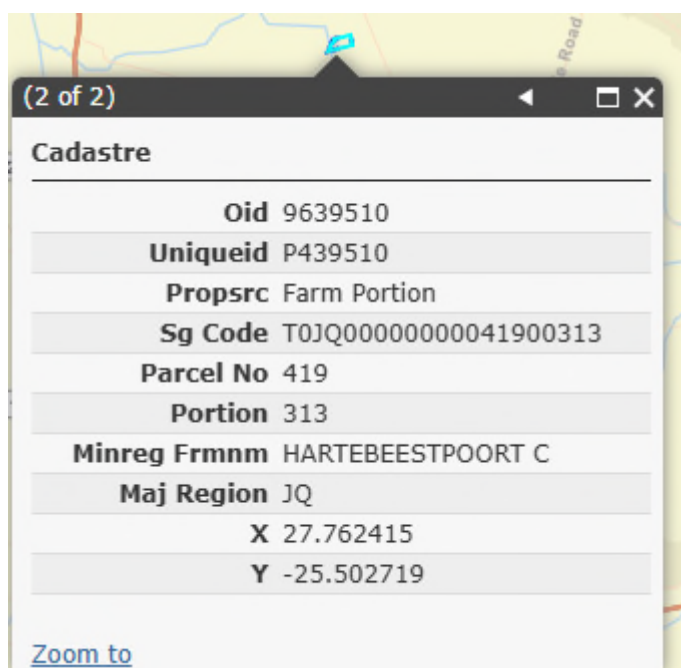 e Road
(2 of 2)
Cadastre
Oid 9639510
Uniqueid P439510
Propsrc Farm Portion
Sg Code T0JQ00000000041900313
Parcel No 419
Portion 313
Minreg Frmnm HARTEBEESTPOORT C
Maj Region JQ
X 27.762415
Y -25.502719
Zoom to